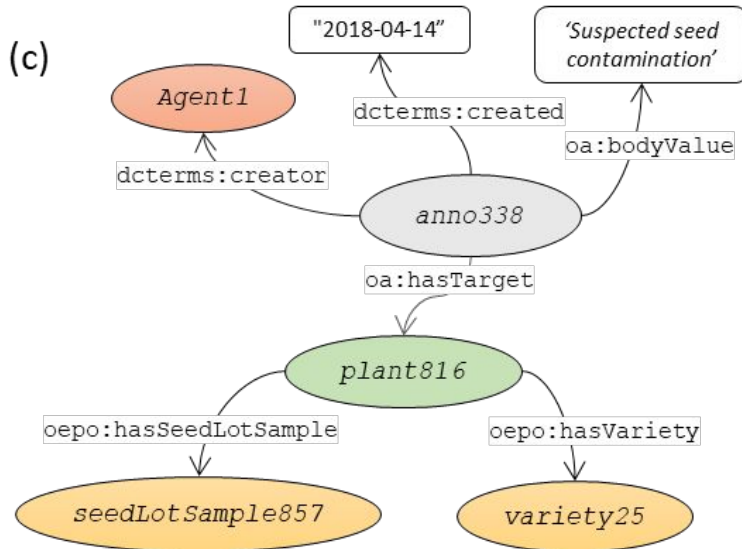 (c)
"2018-04-14”
‘Suspected seed
contamination’
Agent1
dcterms:created
oa:bodyValue
dcterms:creator
anno338
oa:hasTarget
plant816
oepo:hasSeedLotSample
oepo:hasVariety
seedLotSample857
variety25